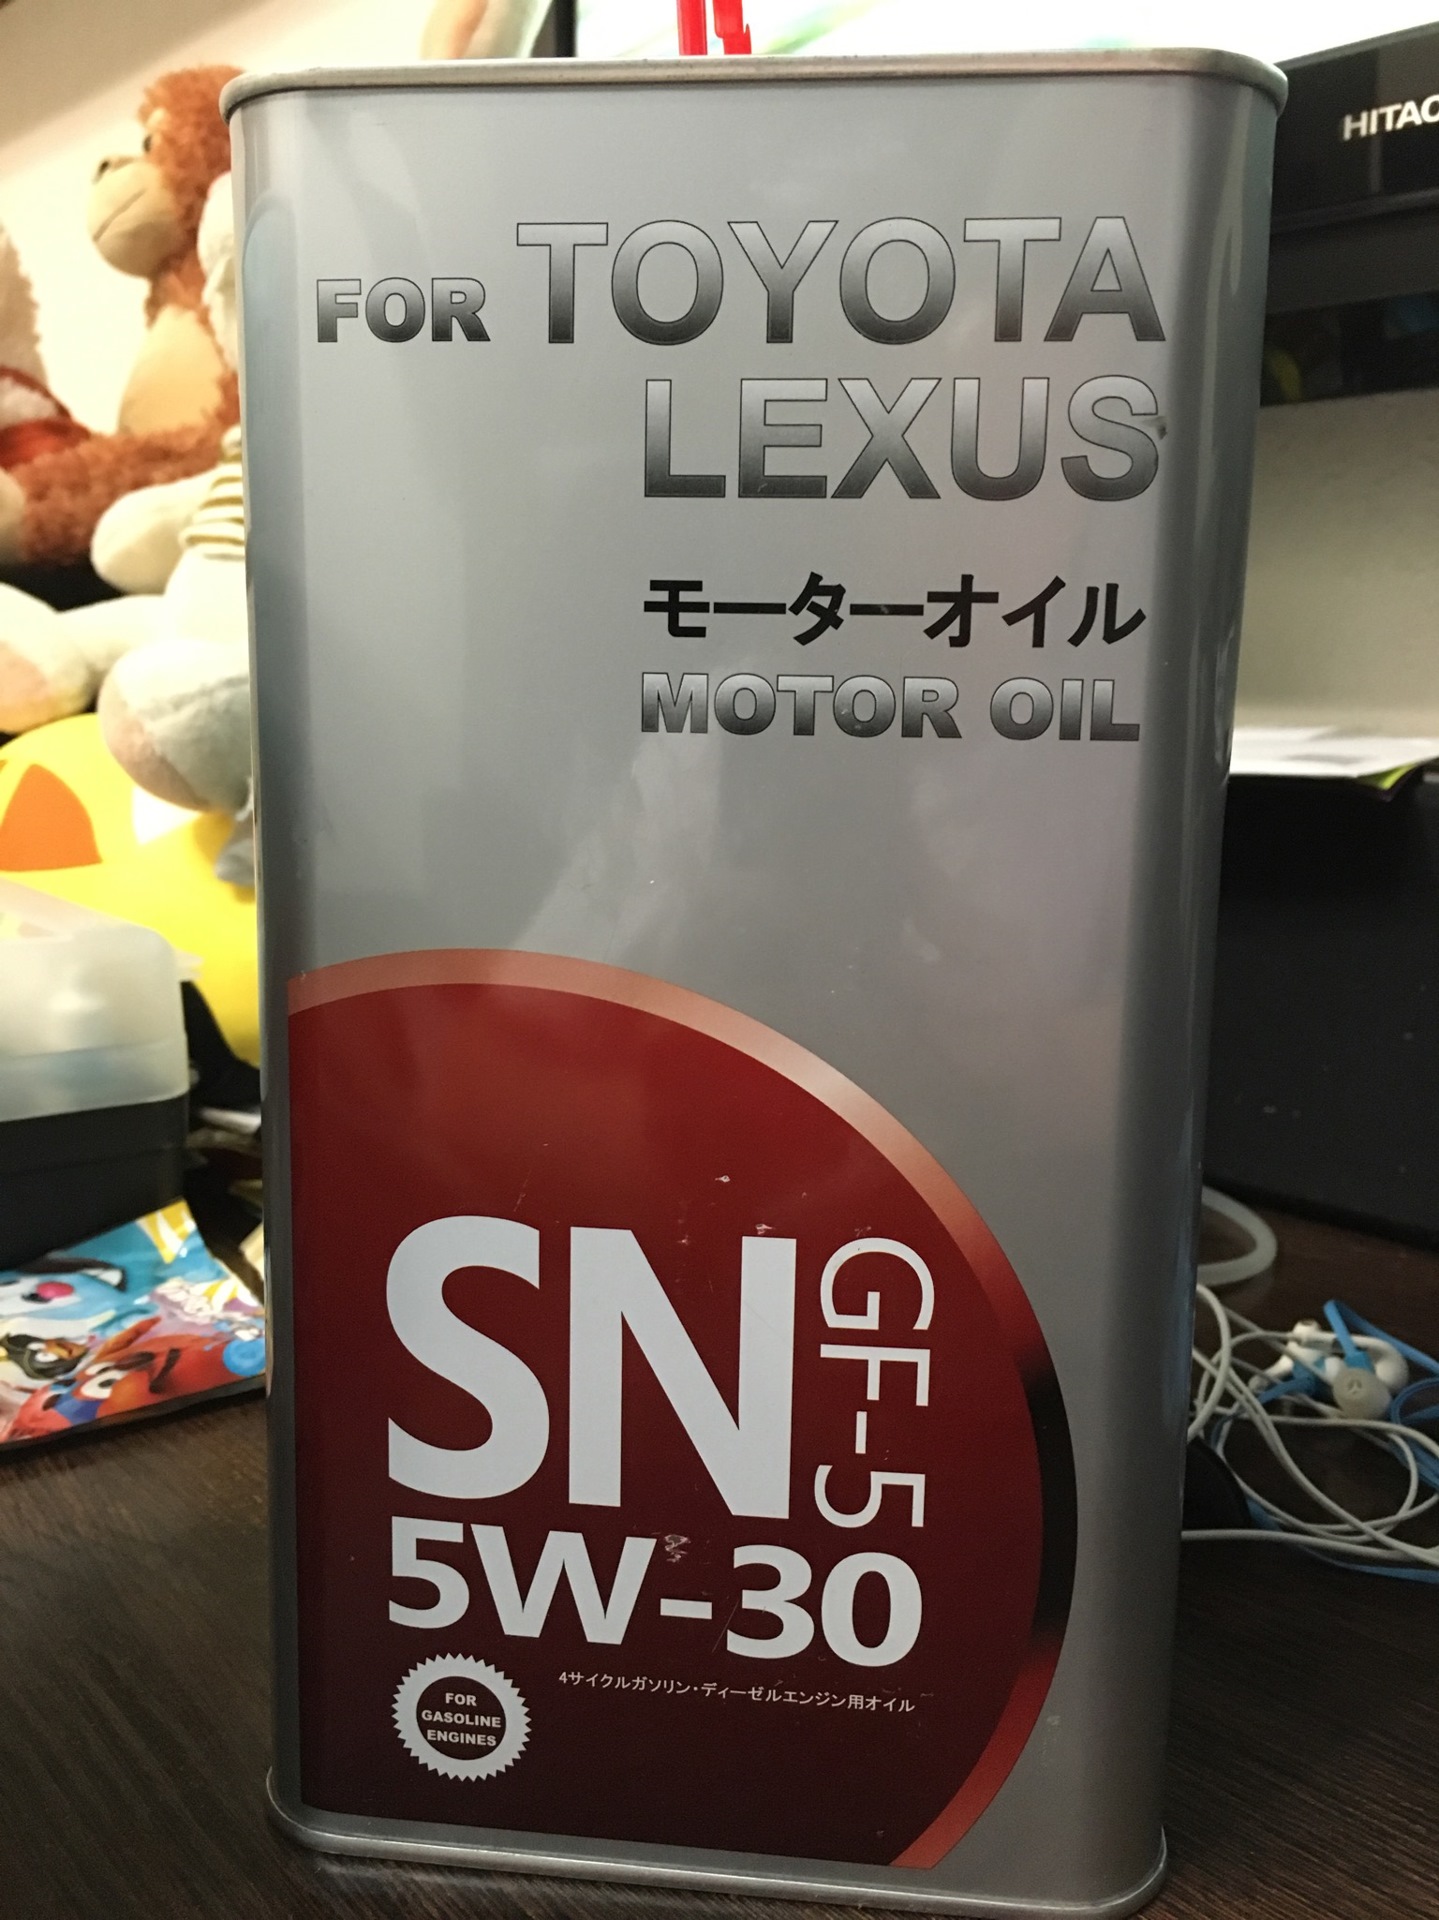 HITAC
FOR TOYOTA
LEXUS
モーターオイル
MOTOR OIL
SN
GF-5
5W-30
4サイクルガソリン・ディーゼルエンジン用オイル
FOR
GASOLINE
ENGINES